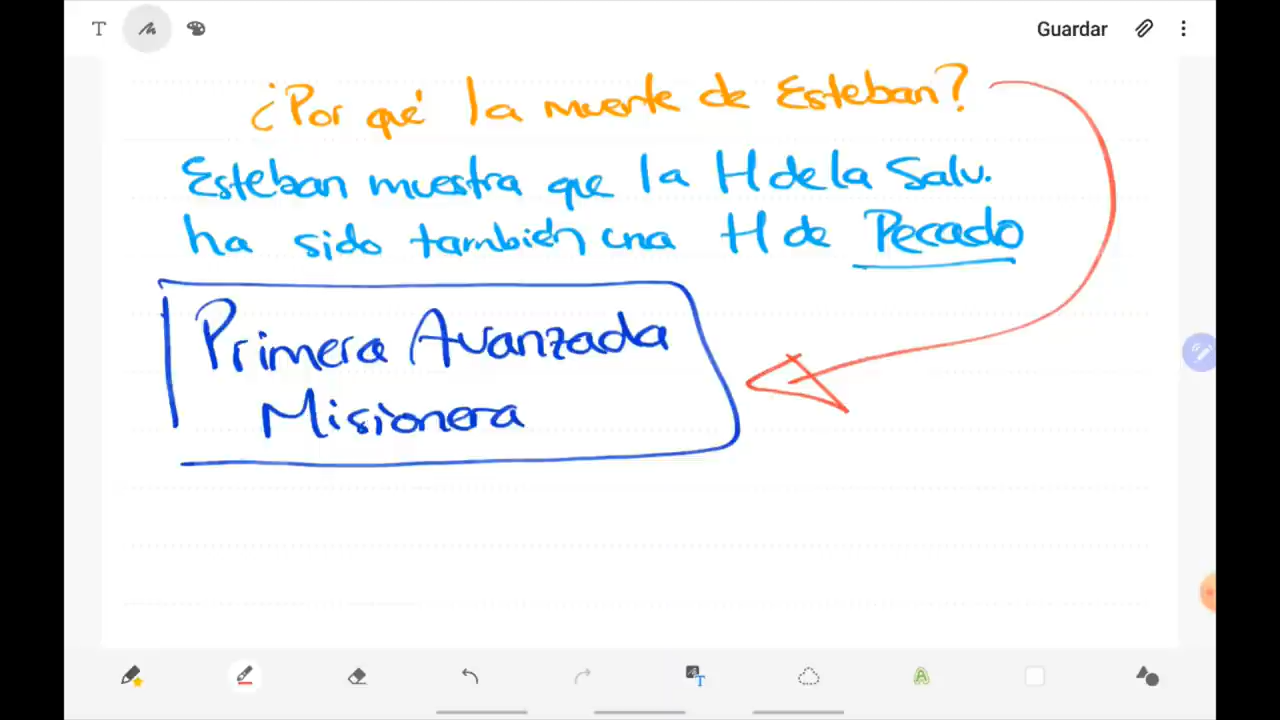 T
Guardar
¿Por qué la muerte de Esteban?
Esteban muestra que la H de la Salv.
ha sido también una H de Pecado
Primera Avanzada
Misionera